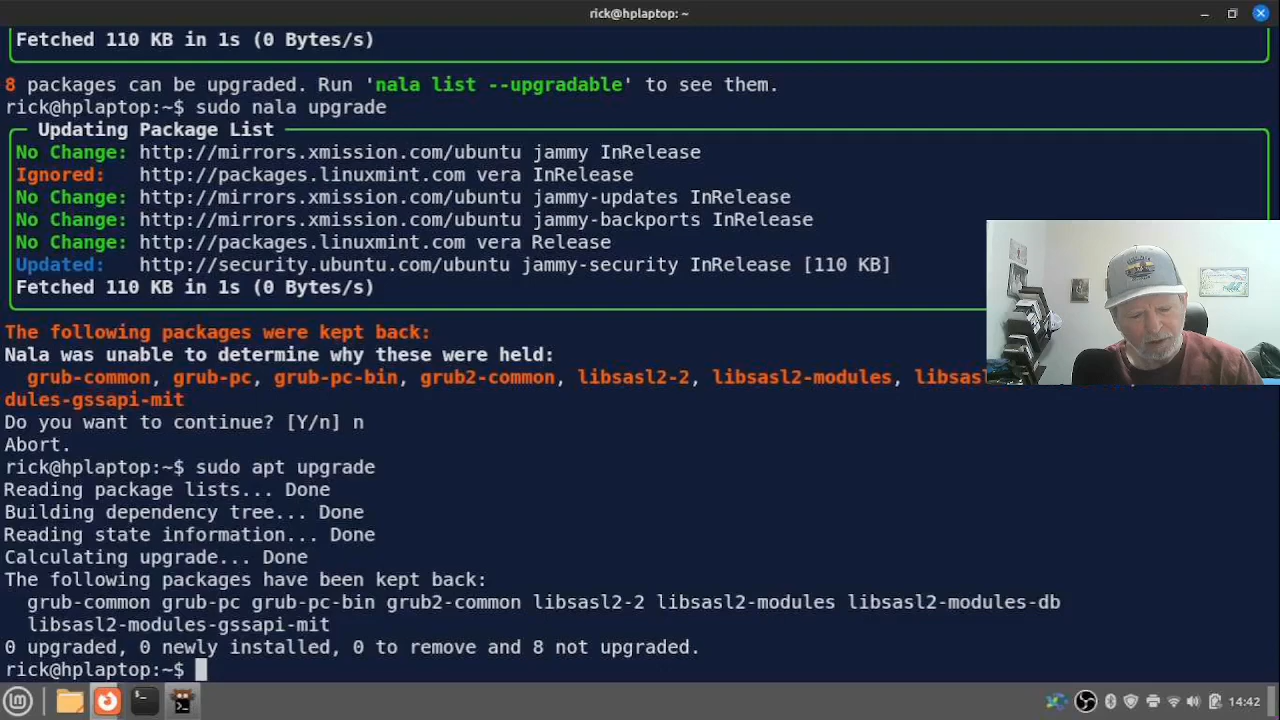 rick@hplaptop: ~
Fetched 110 KB in 1s (0 Bytes/s)
8 packages can be upgraded. Run 'nala list --upgradable' to see them.
rick@hplaptop:~$ sudo nala upgrade
Updating Package List
No Change: http://mirrors.xmission.com/ubuntu jammy InRelease
Ignored: http://packages.linuxmint.com vera InRelease
No Change: http://mirrors.xmission.com/ubuntu jammy-updates InRelease
No Change: http://mirrors.xmission.com/ubuntu jammy-backports InRelease
No Change: http://packages.linuxmint.com vera Release
Updated: http://security.ubuntu.com/ubuntu jammy-security InRelease [110 KB]
Fetched 110 KB in 1s (0 Bytes/s)
The following packages were kept back:
Nala was unable to determine why these were held:
grub-common, grub-pc, grub-pc-bin, grub2-common, libsasl2-2, libsasl2-modules,
dules-gssapi-mit
Do you want to continue? [Y/n] n
Abort.
rick@hplaptop:~$ sudo apt upgrade
Reading package lists... Done
Building dependency tree... Done
Reading state information... Done
Calculating upgrade... Done
The following packages have been kept back:
grub-common grub-pc grub-pc-bin grub2-common libsasl2-2 libsasl2-modules libsasl2-modules-db
libsasl2-modules-gssapi-mit
0 upgraded, 0 newly installed, 0 to remove and 8 not upgraded.
rick@hplaptop:~$
14:42